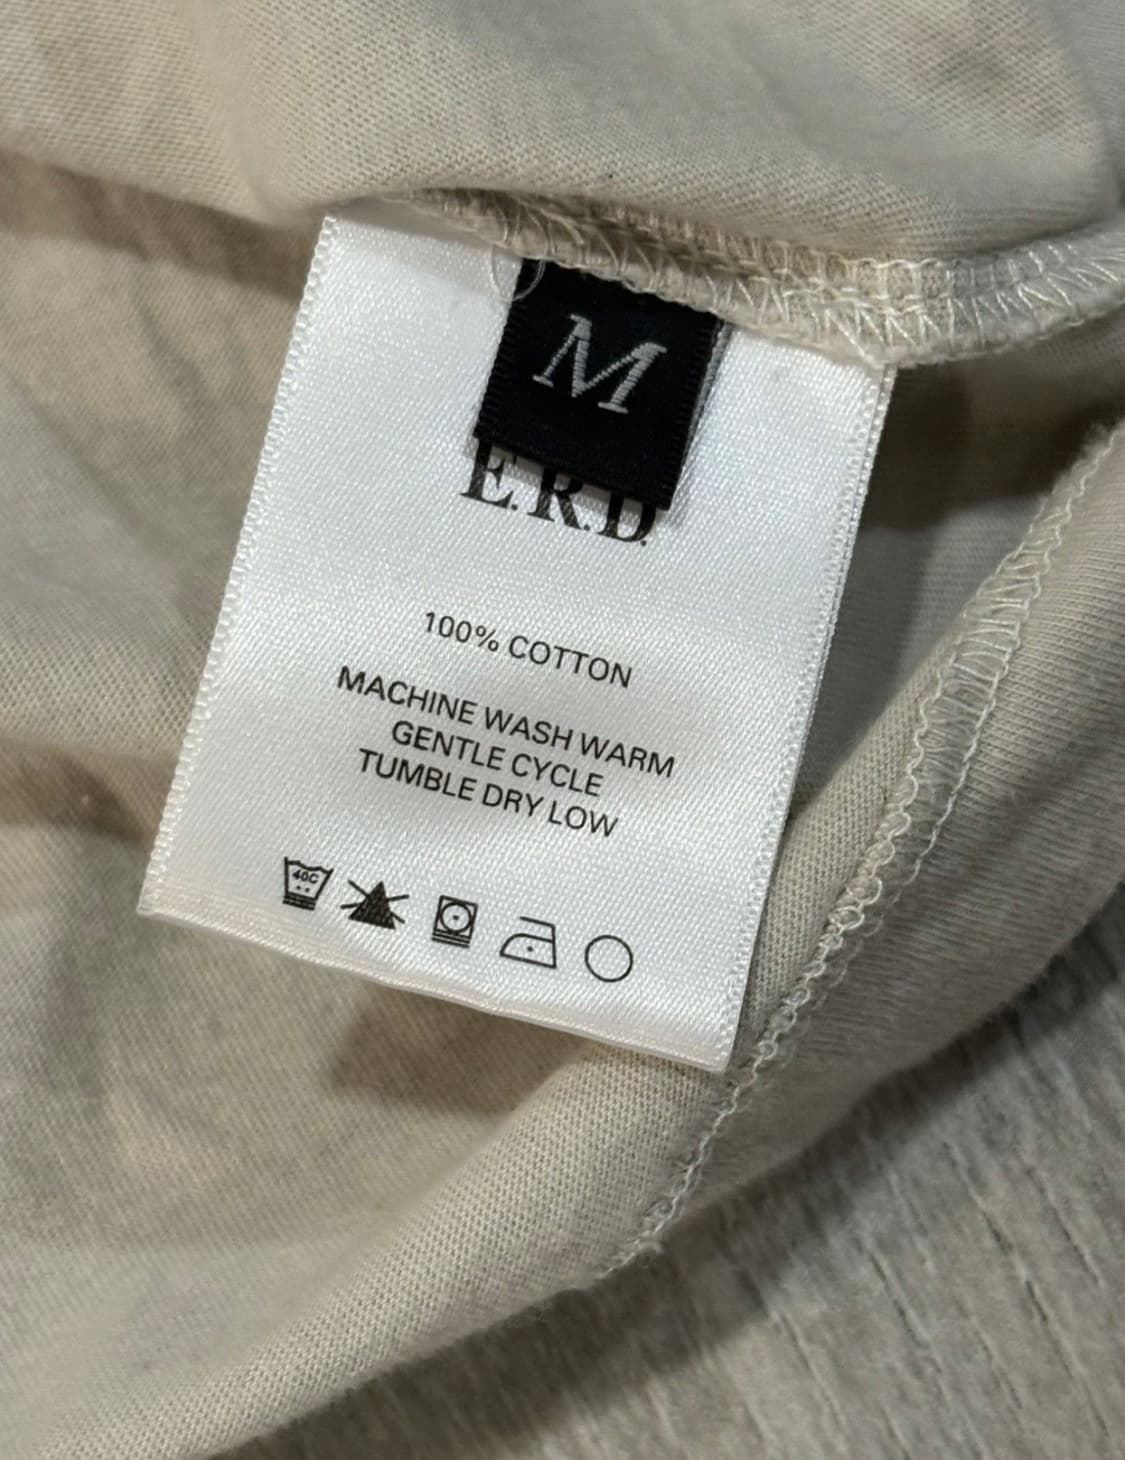 M
E.R.D.
100% COTTON
MACHINE WASH WARM
GENTLE CYCLE
TUMBLE DRY LOW
40C